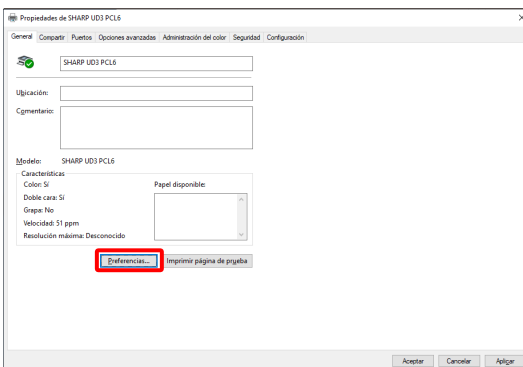 Propiedades de SHARP UD3 PCL6
General Compartir Puertos Opciones avanzadas Administración del color Seguridad Configuración
SHARP UD3 PCL6
Ubicación:
Comentario:
Modelo: SHARP UD3 PCL6
Características
Color: Sí Papel disponible:
Doble cara: Sí
Grapa: No
Velocidad: 51 ppm
Resolución máxima: Desconocido
Preferencias... Imprimir página de prueba
Aceptar Cancelar Aplicar